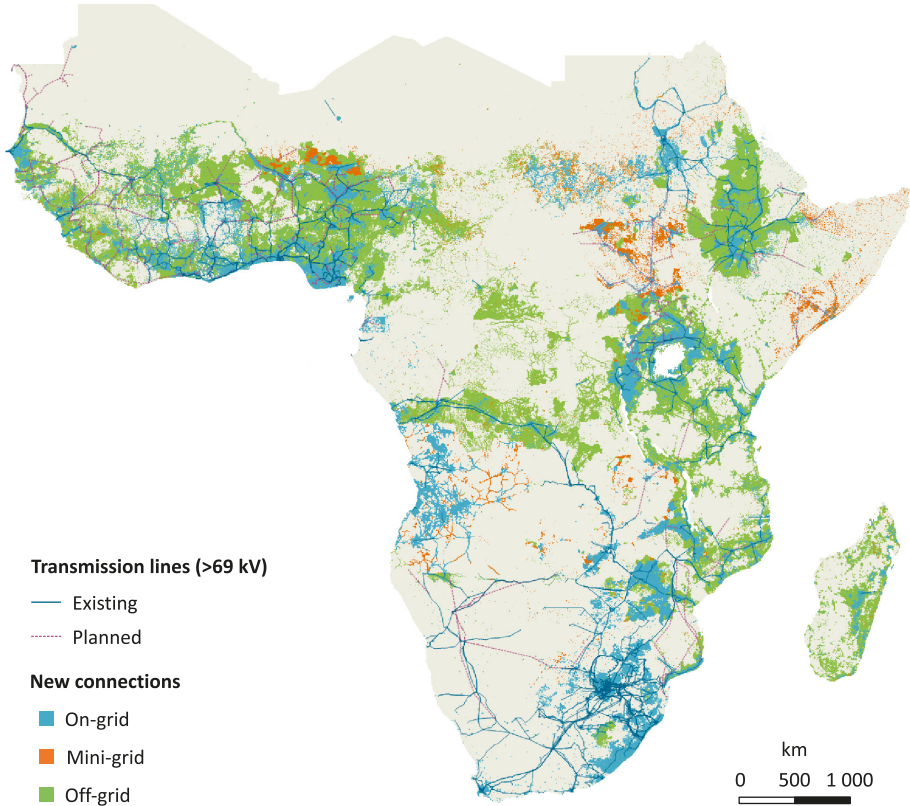 Transmission lines (>69 kV)
Existing
Planned
New connections
On-grid
Mini-grid
Off-grid
km
0 500 1 000